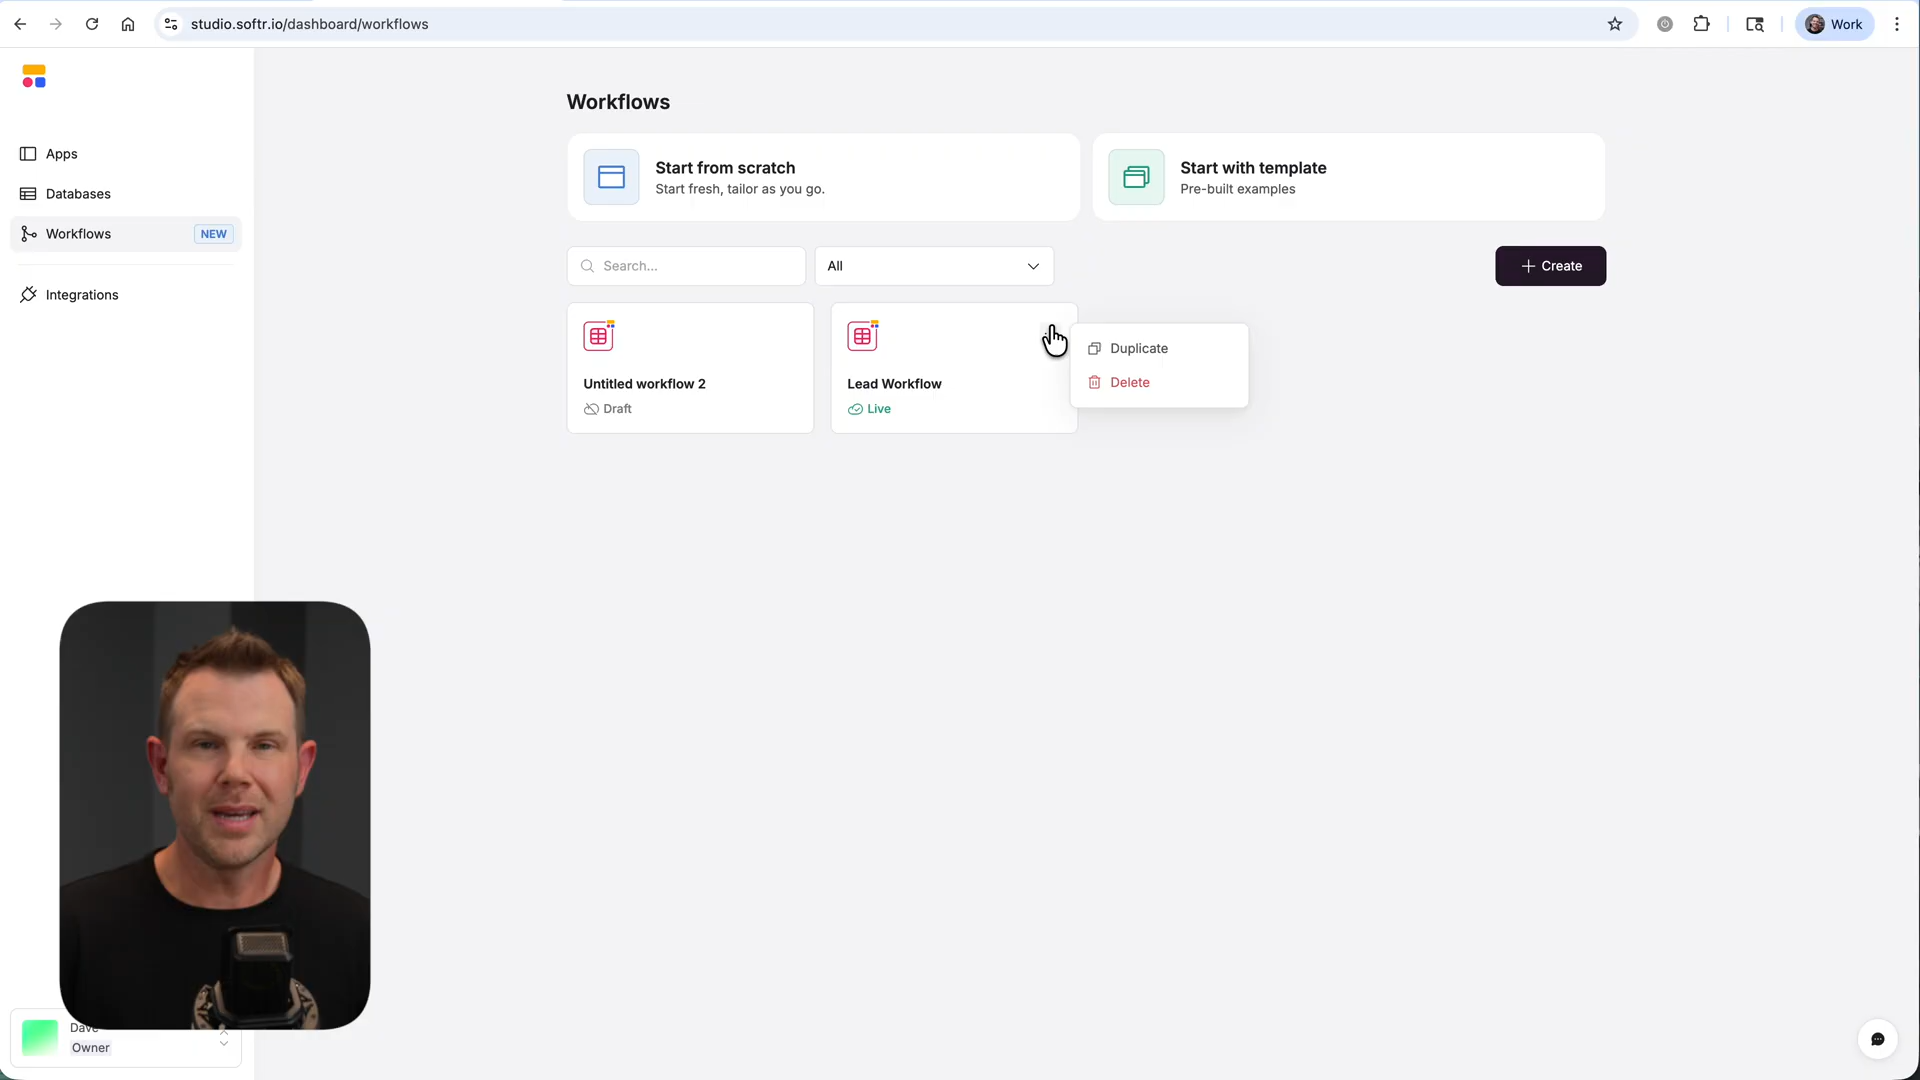 studio.softr.io/dashboard/workflows
Work
Apps
Databases
Workflows
NEW
Integrations
Workflows
Start from scratch
Start fresh, tailor as you go.
Start with template
Pre-built examples
Search...
All
Create
Untitled workflow 2
Draft
Lead Workflow
Live
Duplicate
Delete
Dave
Owner